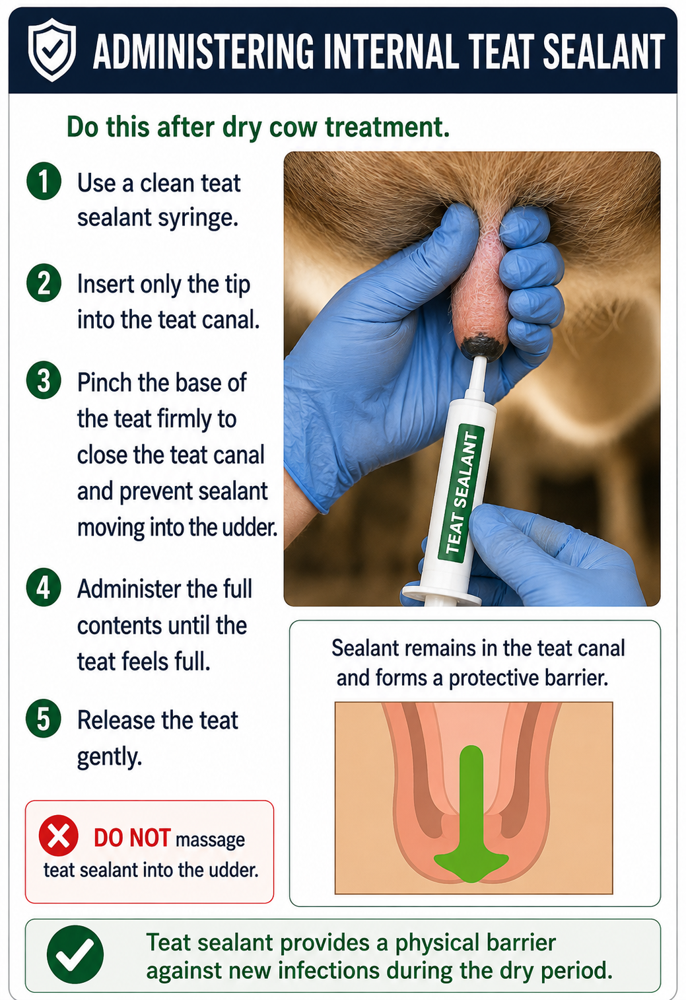 ADMINISTERING INTERNAL TEAT SEALANT
Do this after dry cow treatment.
1 Use a clean teat
sealant syringe.
2 Insert only the tip
into the teat canal.
3 Pinch the base of
the teat firmly to
close the teat canal
and prevent sealant
moving into the udder.
4 Administer the full
contents until the
teat feels full.
5 Release the teat
gently.
DO NOT massage
teat sealant into the udder.
TEAT SEALANT
Sealant remains in the teat canal
and forms a protective barrier.
Teat sealant provides a physical barrier
against new infections during the dry period.